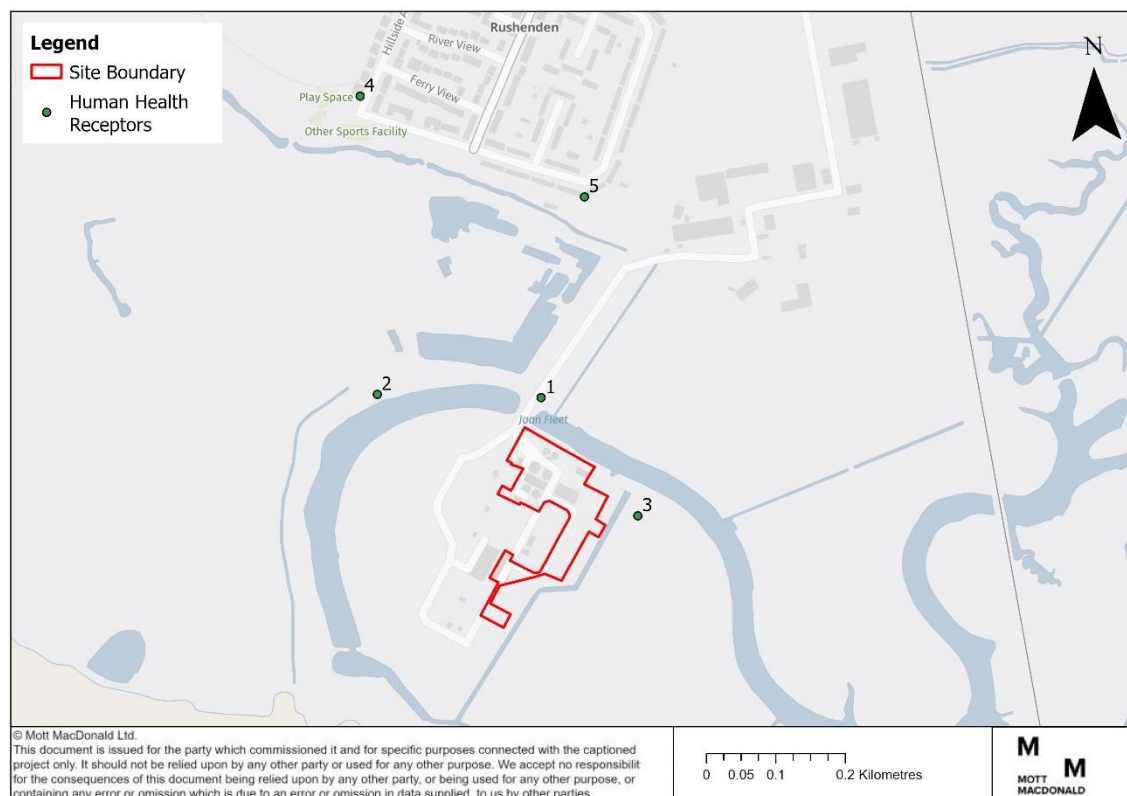 Legend
Site Boundary
Human Health
Receptors
Rushenden
Hillside A
River View
Ferry View
Play Space
4
Other Sports Facility
5
N
2
1
Joan Fleet
3
© Mott MacDonald Ltd.
This document is issued for the party which commissioned it and for specific purposes connected with the captioned
project only. It should not be relied upon by any other party or used for any other purpose. We accept no responsibilit
for the consequences of this document being relied upon by any other party, or being used for any other purpose, or
containing any error or omission which is due to an error or omission in data supplied to us by other parties
0 0.05 0.1 0.2 Kilometres
M
M
MOTT
MACDONALD